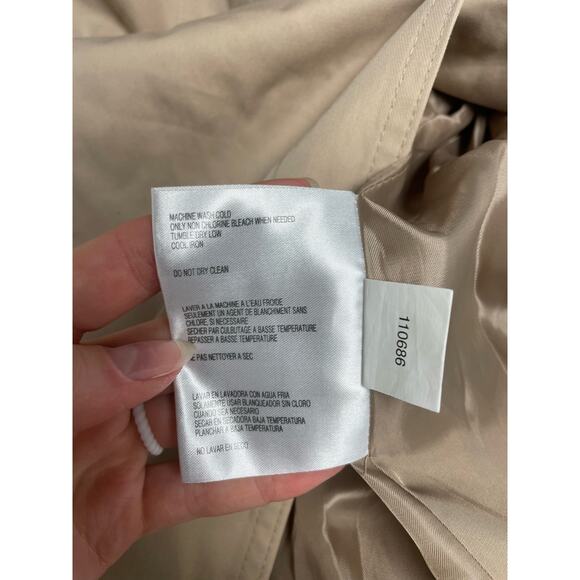 MACHINE WASH COLD
ONLY NON CHLORINE BLEACH WHEN NEEDED
TUMBLE DRY LOW
COOL IRON
DO NOT DRY CLEAN
LAVER A LA MACHINE A L'EAU FROIDE
SEULEMENT UN AGENT DE BLANCHIMENT SANS
CHLORE, SI NECESSAIRE
SECHER PAR CULBUTAGE A BASSE TEMPERATURE
REPASSER A BASSE TEMPERATURE
PAS NETTOYER A SEC
LAVAR EN LAVADORA CON AGUA FRIA
SOLAMENTE USAR BLANQUEADOR SIN CLORO
CUANDO SEA NECESARIO
SECAR EN SECADORA BAJA TEMPERATURA
PLANCHAR A BAJA TEMPERATURA
NO LAVAR EN SECO
110686